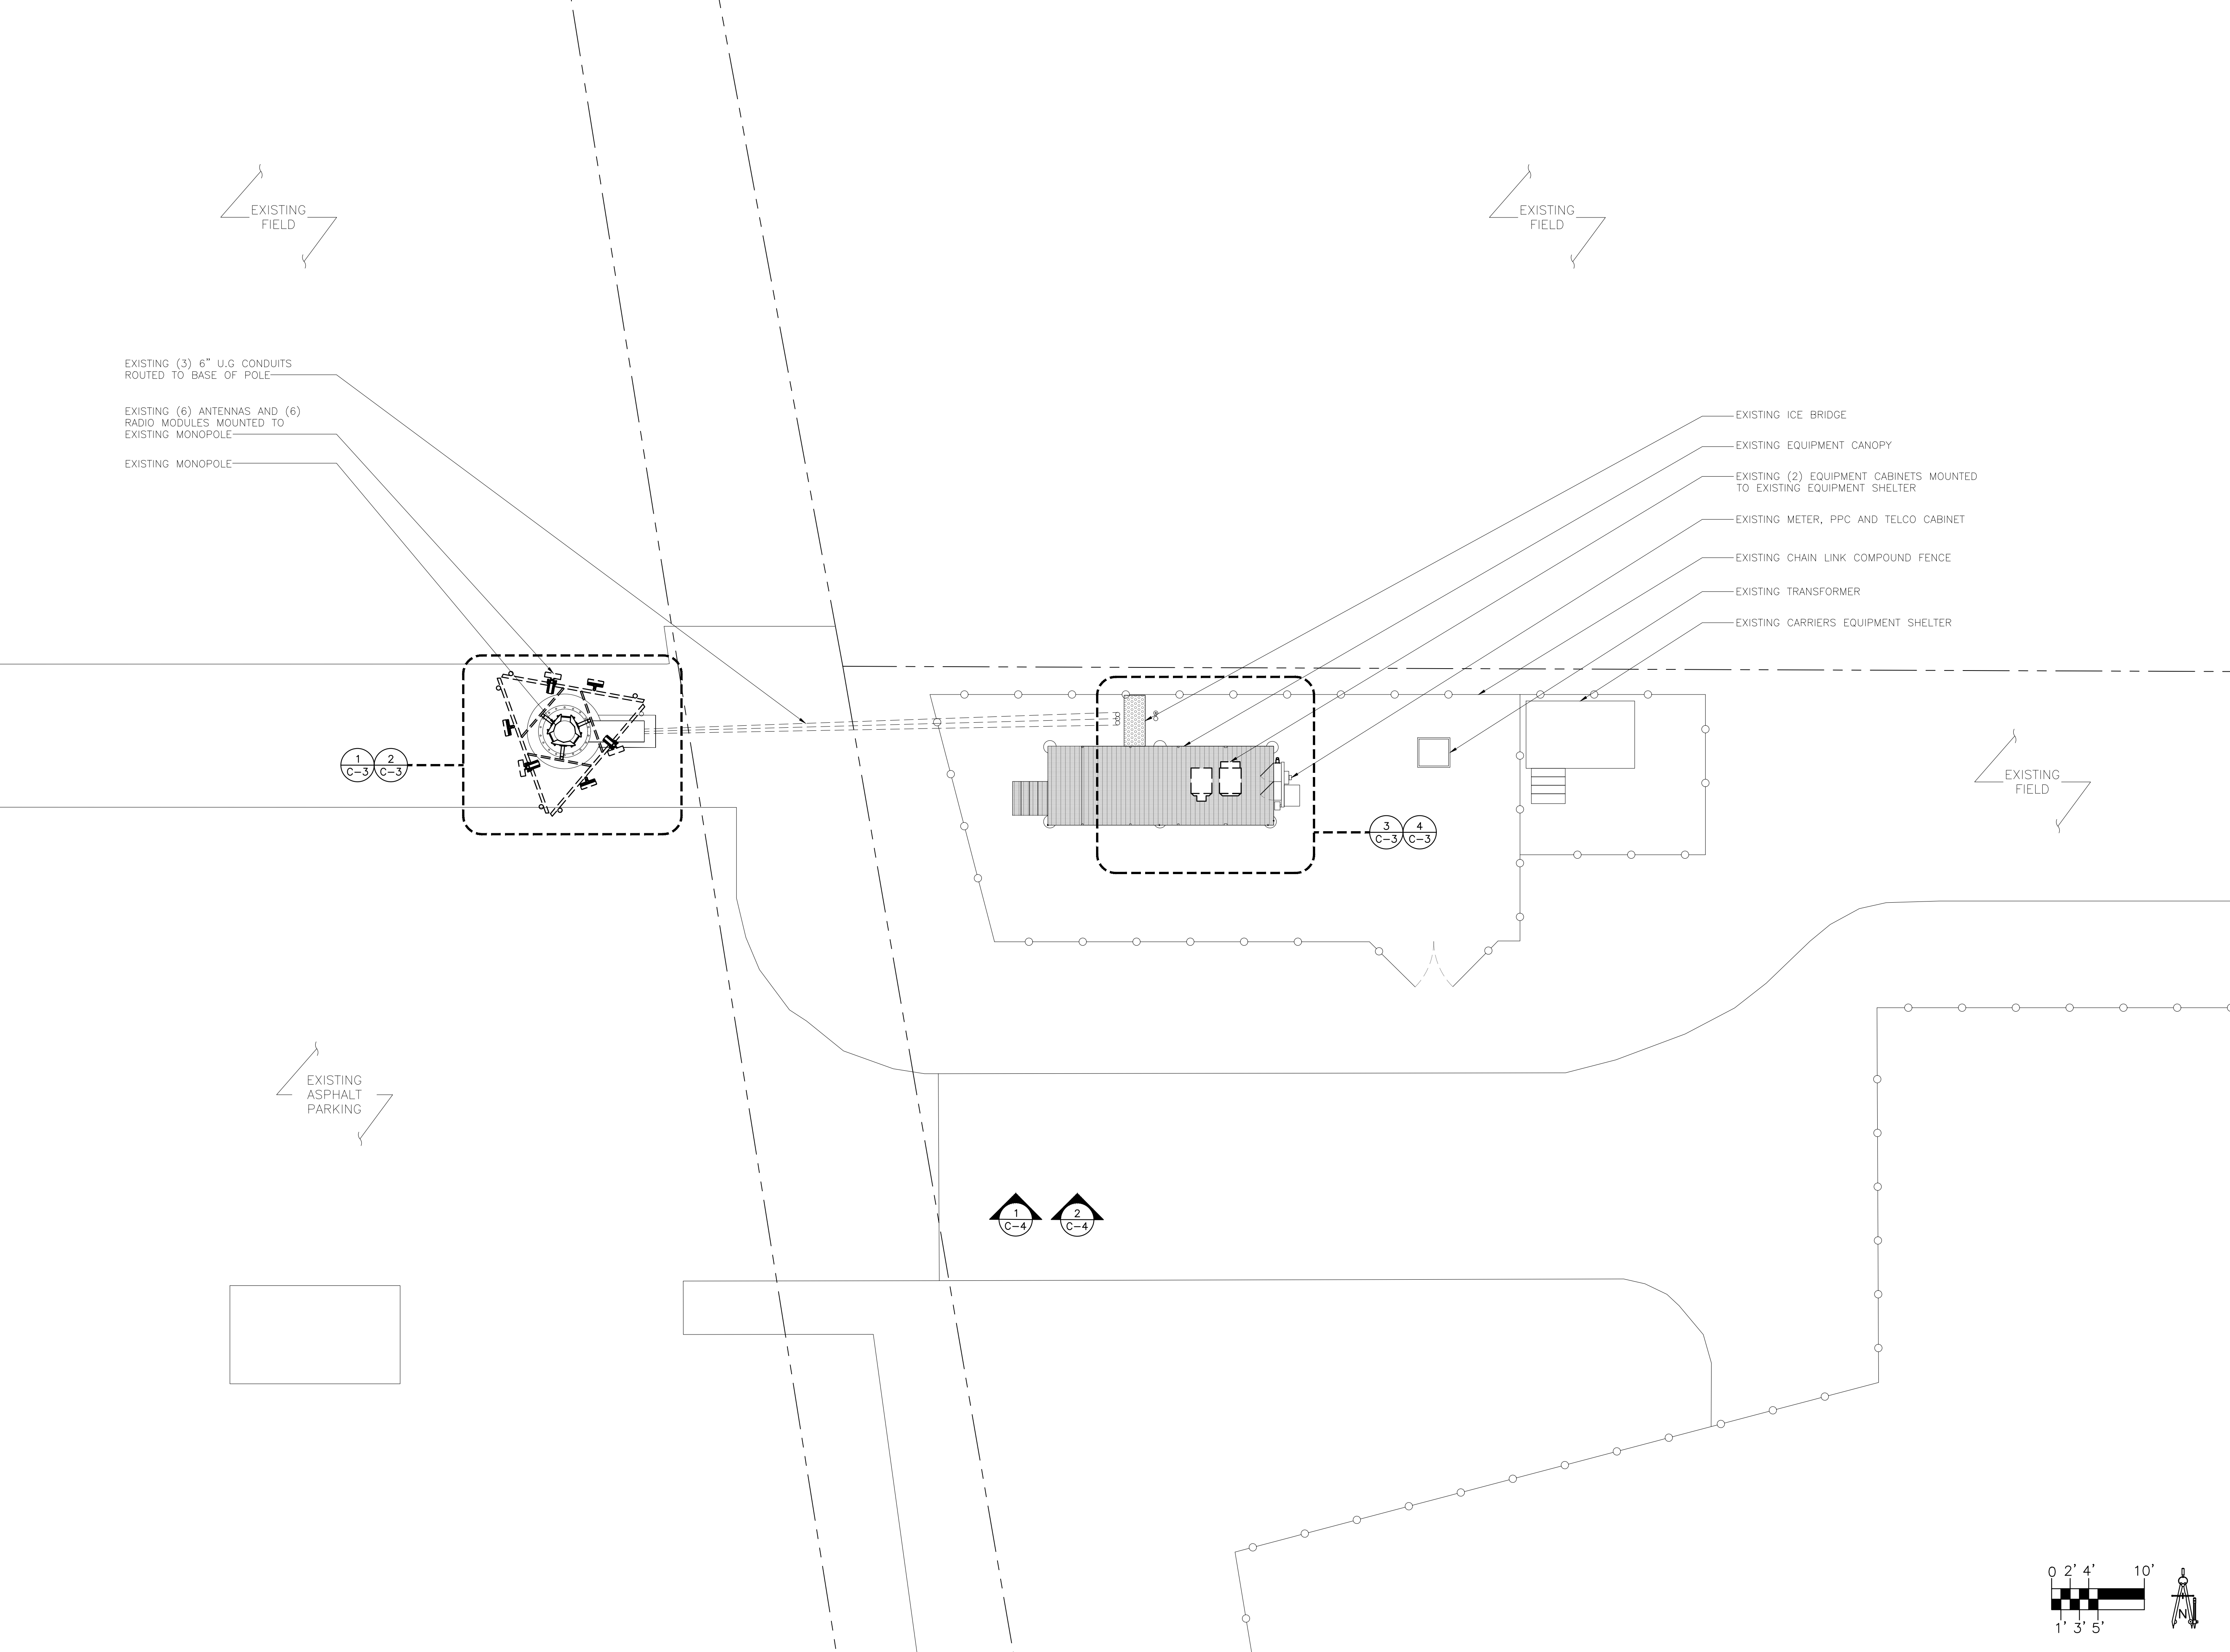 EXISTING
FIELD
EXISTING
FIELD
EXISTING (3) 6" U.G CONDUITS
ROUTED TO BASE OF POLE
EXISTING (6) ANTENNAS AND (6)
RADIO MODULES MOUNTED TO
EXISTING MONOPOLE
EXISTING MONOPOLE
EXISTING ICE BRIDGE
EXISTING EQUIPMENT CANOPY
EXISTING (2) EQUIPMENT CABINETS MOUNTED
TO EXISTING EQUIPMENT SHELTER
EXISTING METER, PPC AND TELCO CABINET
EXISTING CHAIN LINK COMPOUND FENCE
EXISTING TRANSFORMER
EXISTING CARRIERS EQUIPMENT SHELTER
1 2
C-3 C-3
EXISTING
FIELD
3 4
C-3 C-3
EXISTING
ASPHALT
PARKING
1 2
C-4 C-4
0 2' 4' 10'
1' 3' 5'
N